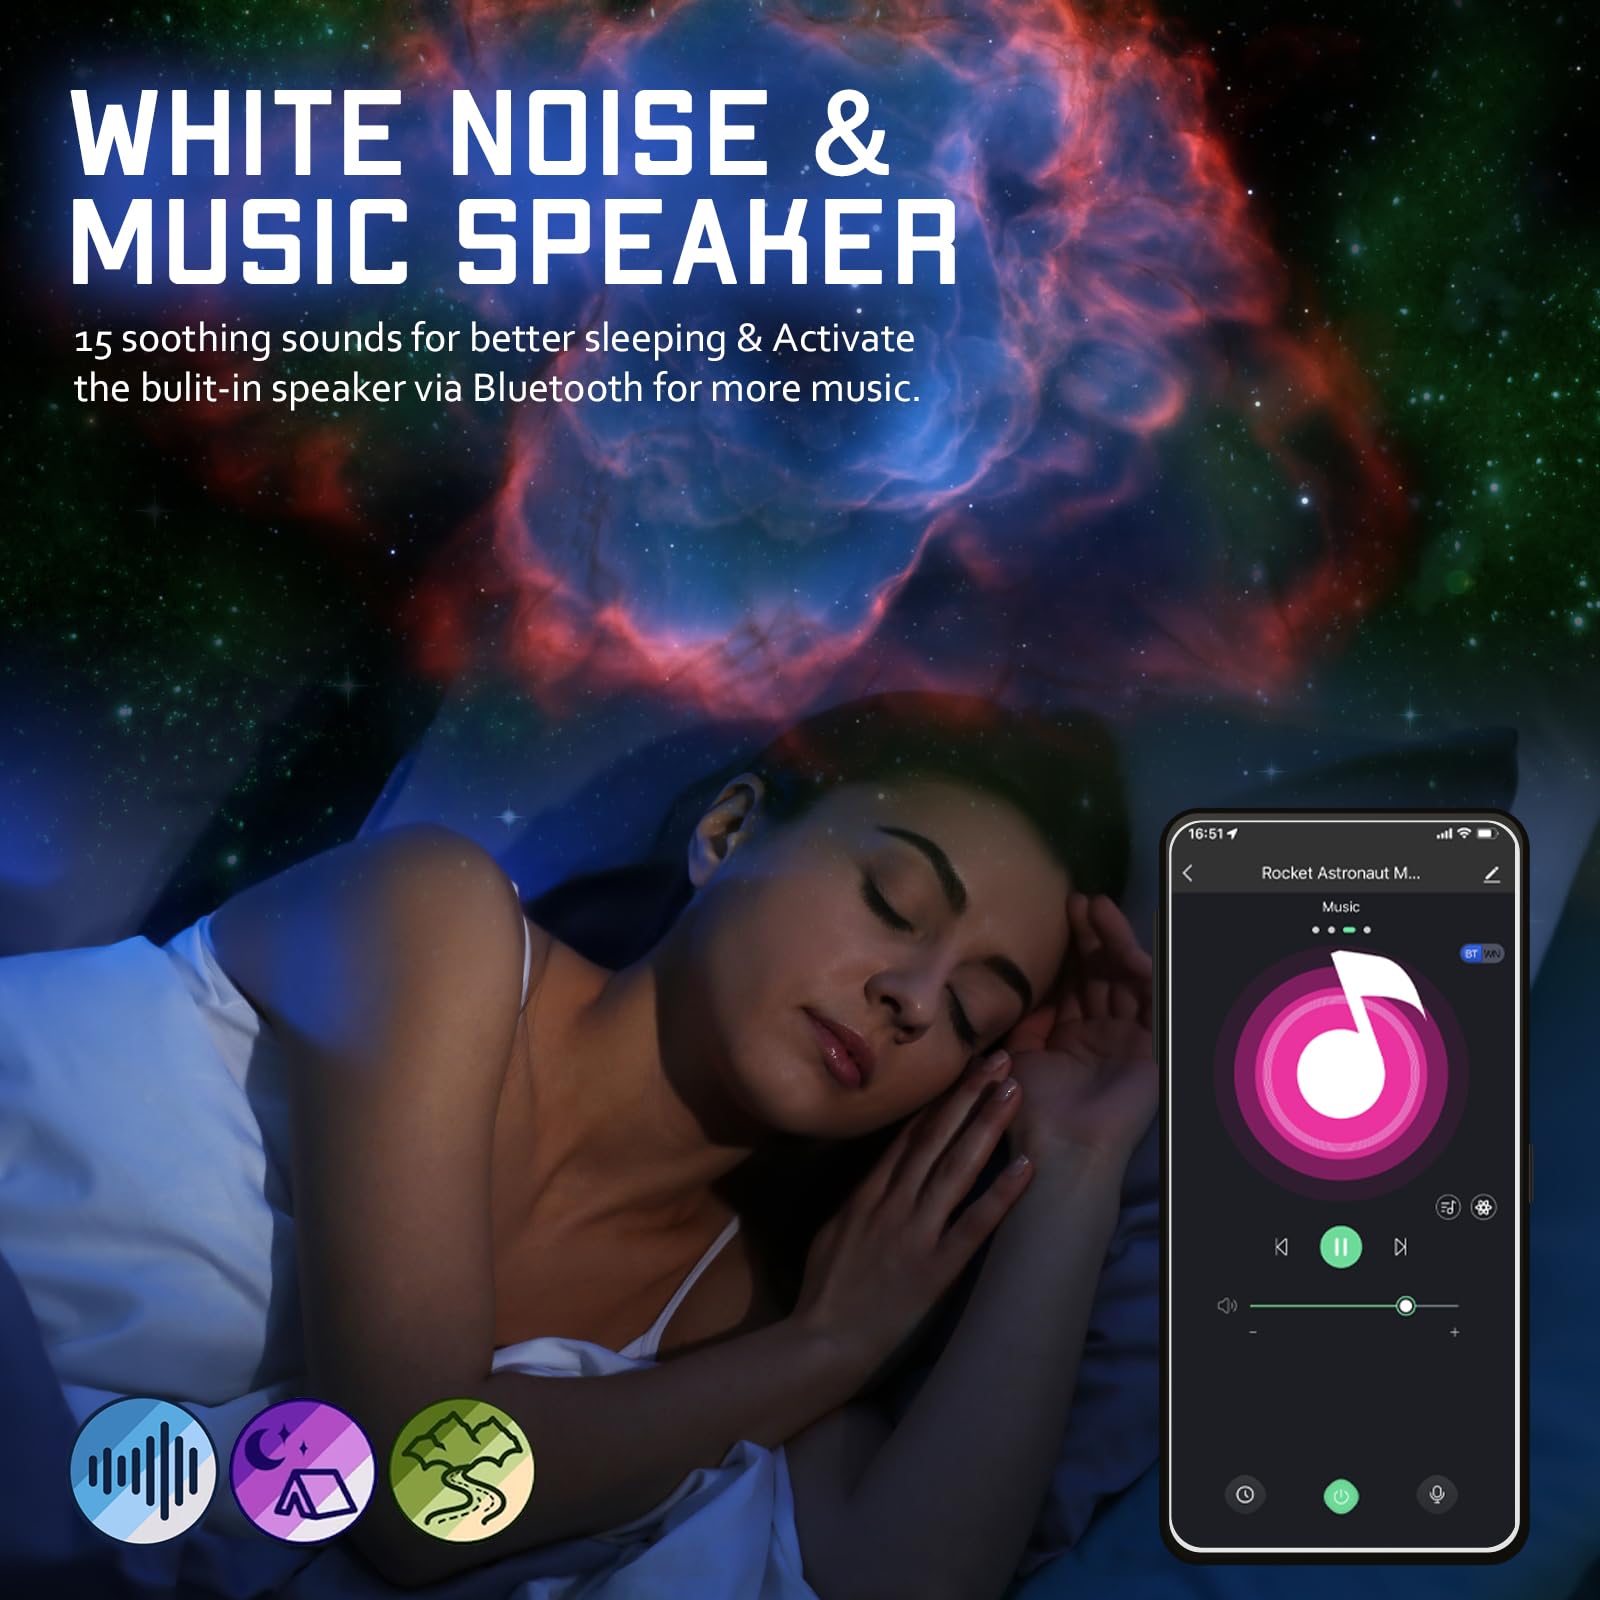 WHITE NOISE &
MUSIC SPEAKER
15 soothing sounds for better sleeping & Activate
the bulit-in speaker via Bluetooth for more music.
16:51
Rocket Astronaut M...
Music
BT WN
- +